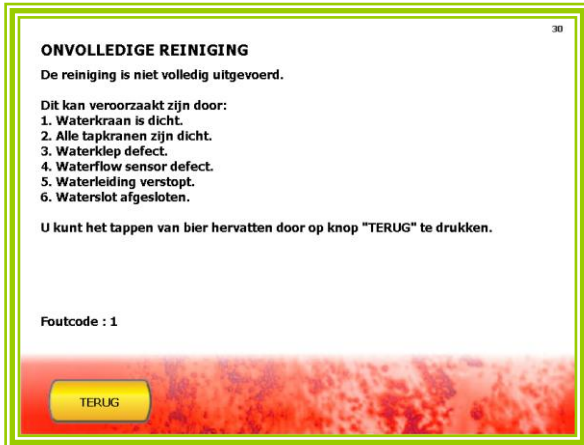 30
ONVOLLEDIGE REINIGING
De reiniging is niet volledig uitgevoerd.
Dit kan veroorzaakt zijn door:
1. Waterkraan is dicht.
2. Alle tapkranen zijn dicht.
3. Waterklep defect.
4. Waterflow sensor defect.
5. Waterleiding verstopt.
6. Waterslot afgesloten.
U kunt het tappen van bier hervatten door op knop "TERUG" te drukken.
Foutcode : 1
TERUG